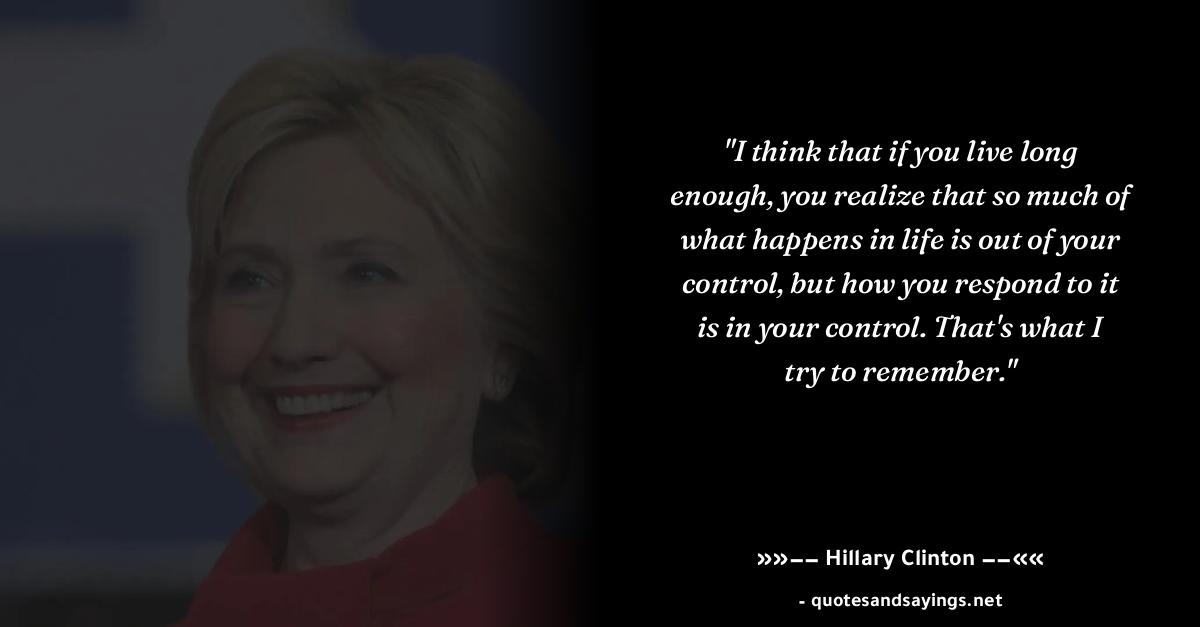 "I think that if you live long
enough, you realize that so much of
what happens in life is out of your
control, but how you respond to it
is in your control. That's what I
try to remember."
»»−− Hillary Clinton −−««
- quotesandsayings.net